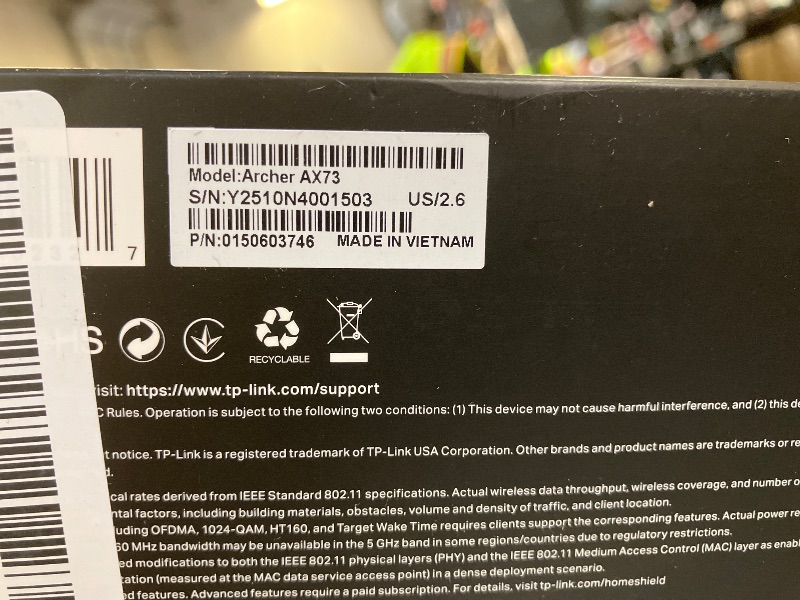 Model:Archer AX73
S/N:Y2510N4001503 US/2.6
P/N:0150603746 MADE IN VIETNAM
7
HS
RECYCLABLE
visit: https://www.tp-link.com/support
C Rules. Operation is subject to the following two conditions: (1) This device may not cause harmful interference, and (2) this de
t notice. TP-Link is a registered trademark of TP-Link USA Corporation. Other brands and product names are trademarks or re
d.
cal rates derived from IEEE Standard 802.11 specifications. Actual wireless data throughput, wireless coverage, and number o
ntal factors, including building materials, obstacles, volume and density of traffic, and client location.
luding OFDMA, 1024-QAM, HT160, and Target Wake Time requires clients support the corresponding features. Actual power re
60 MHz bandwidth may be unavailable in the 5 GHz band in some regions/countries due to regulatory restrictions.
ed modifications to both the IEEE 802.11 physical layers (PHY) and the IEEE 802.11 Medium Access Control (MAC) layer as enabl
tation (measured at the MAC data service access point) in a dense deployment scenario.
ed features. Advanced features require a paid subscription. For details, visit tp-link.com/homeshield